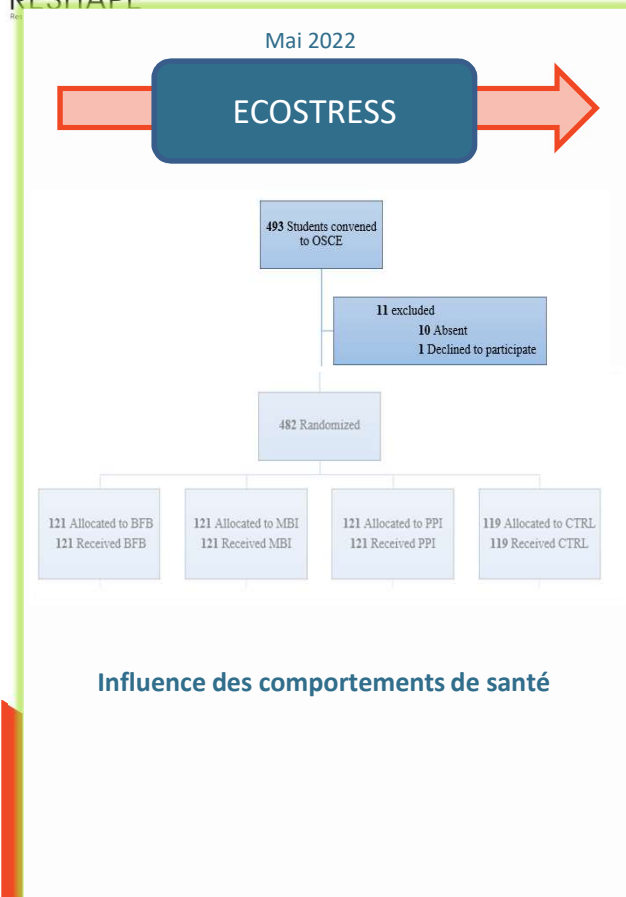 RESHAPE
Mai 2022
ECOSTRESS
493 Students convened
to OSCE
11 excluded
10 Absent
1 Declined to participate
482 Randomized
121 Allocated to BFB
121 Received BFB
121 Allocated to MBI
121 Received MBI
121 Allocated to PPI
121 Received PPI
119 Allocated to CTRL
119 Received CTRL
Influence des comportements de santé